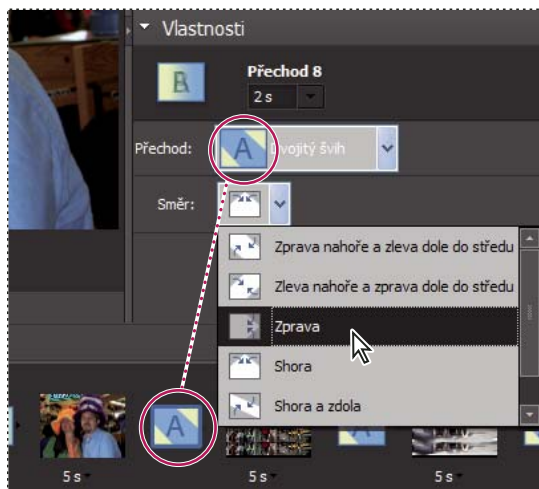 Vlastnosti
B
Přechod 8
2 s
Přechod:
A
Dvojitý švih
Směr:
Zprava nahoře a zleva dole do středu
Zleva nahoře a zprava dole do středu
Zprava
Shora
Shora a zdola
A
A
5 s
5 s
5 s